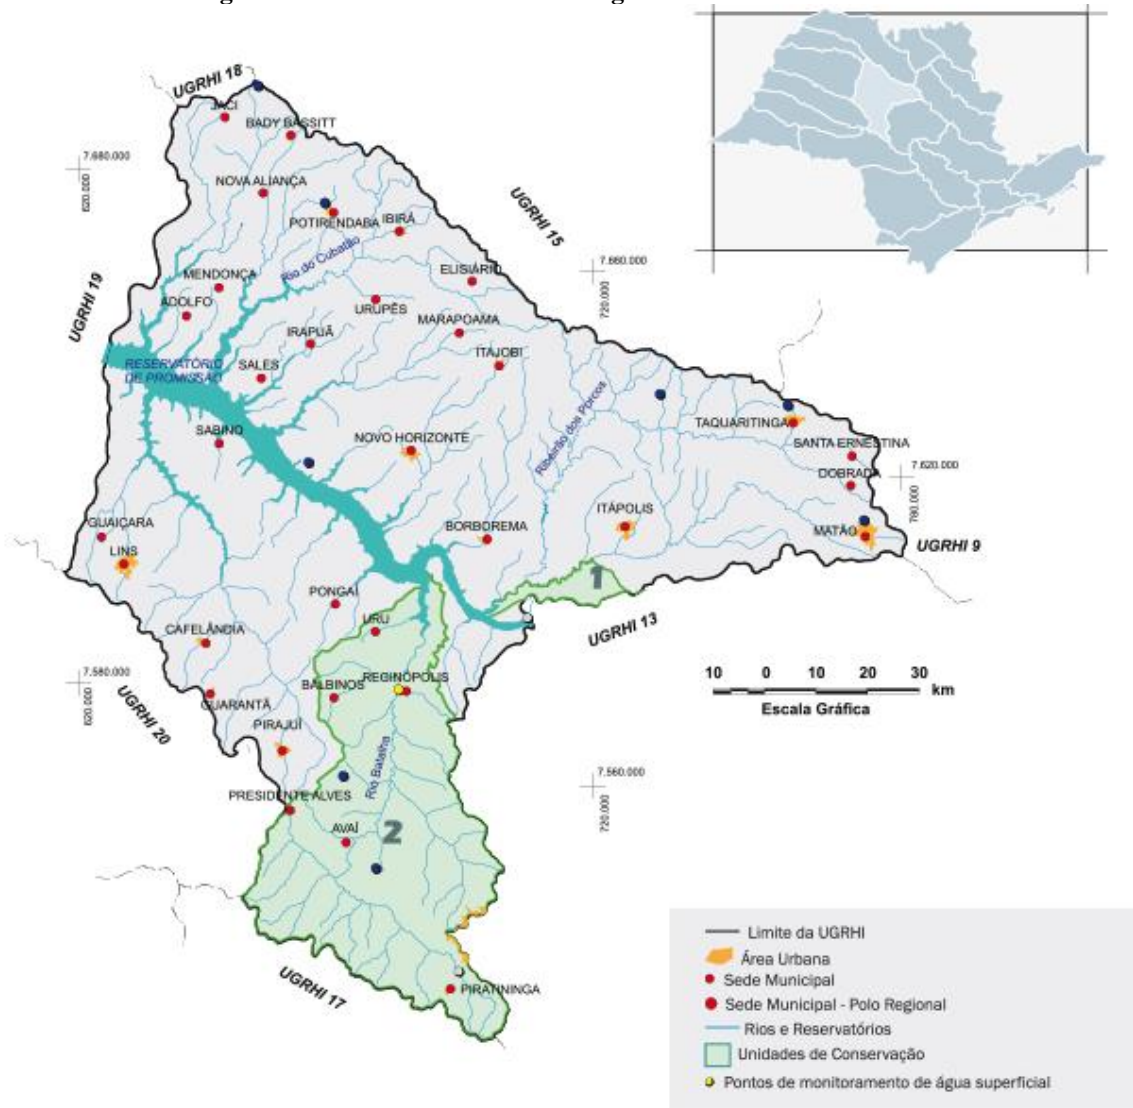 UGRHI 18
JACI
BADY BASSITT
7.680.000
620.000
NOVA ALIANÇA
POTIRENDABA
IBIRÁ
UGRHI 15
Rio do Cubatão
ELISIÁRIO
7.660.000
720.000
UGRHI 19
MENDONÇA
ADOLFO
URUPÊS
MARAPOAMA
IRAPUÃ
ITAJOBI
RESERVATÓRIO
DE PROMISSÃO
SALES
Ribeirão dos Porcos
TAQUARITINGA
SABINO
NOVO HORIZONTE
SANTA ERNESTINA
DOBRADA
7.620.000
780.000
GUAIÇARA
LINS
BORBOREMA
ITÁPOLIS
MATÃO
UGRHI 9
1
PONGAÍ
URU
UGRHI 13
CAFELÂNDIA
7.580.000
620.000
BALBINOS
REGINÓPOLIS
10 0 10 20 30 km
Escala Gráfica
UGRHI 20
GUARANTÃ
PIRAJUÍ
Rio Batalha
7.560.000
720.000
PRESIDENTE ALVES
AVAÍ
2
UGRHI 17
PIRATININGA
Limite da UGRHI
Área Urbana
Sede Municipal
Sede Municipal - Polo Regional
Rios e Reservatórios
Unidades de Conservação
Pontos de monitoramento de água superficial